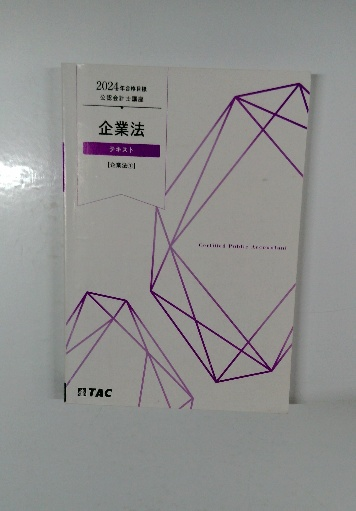 2024年合格目標
公認会計士講座
企業法
テキスト
【企業法①】
Certified Public Accountant
TAC